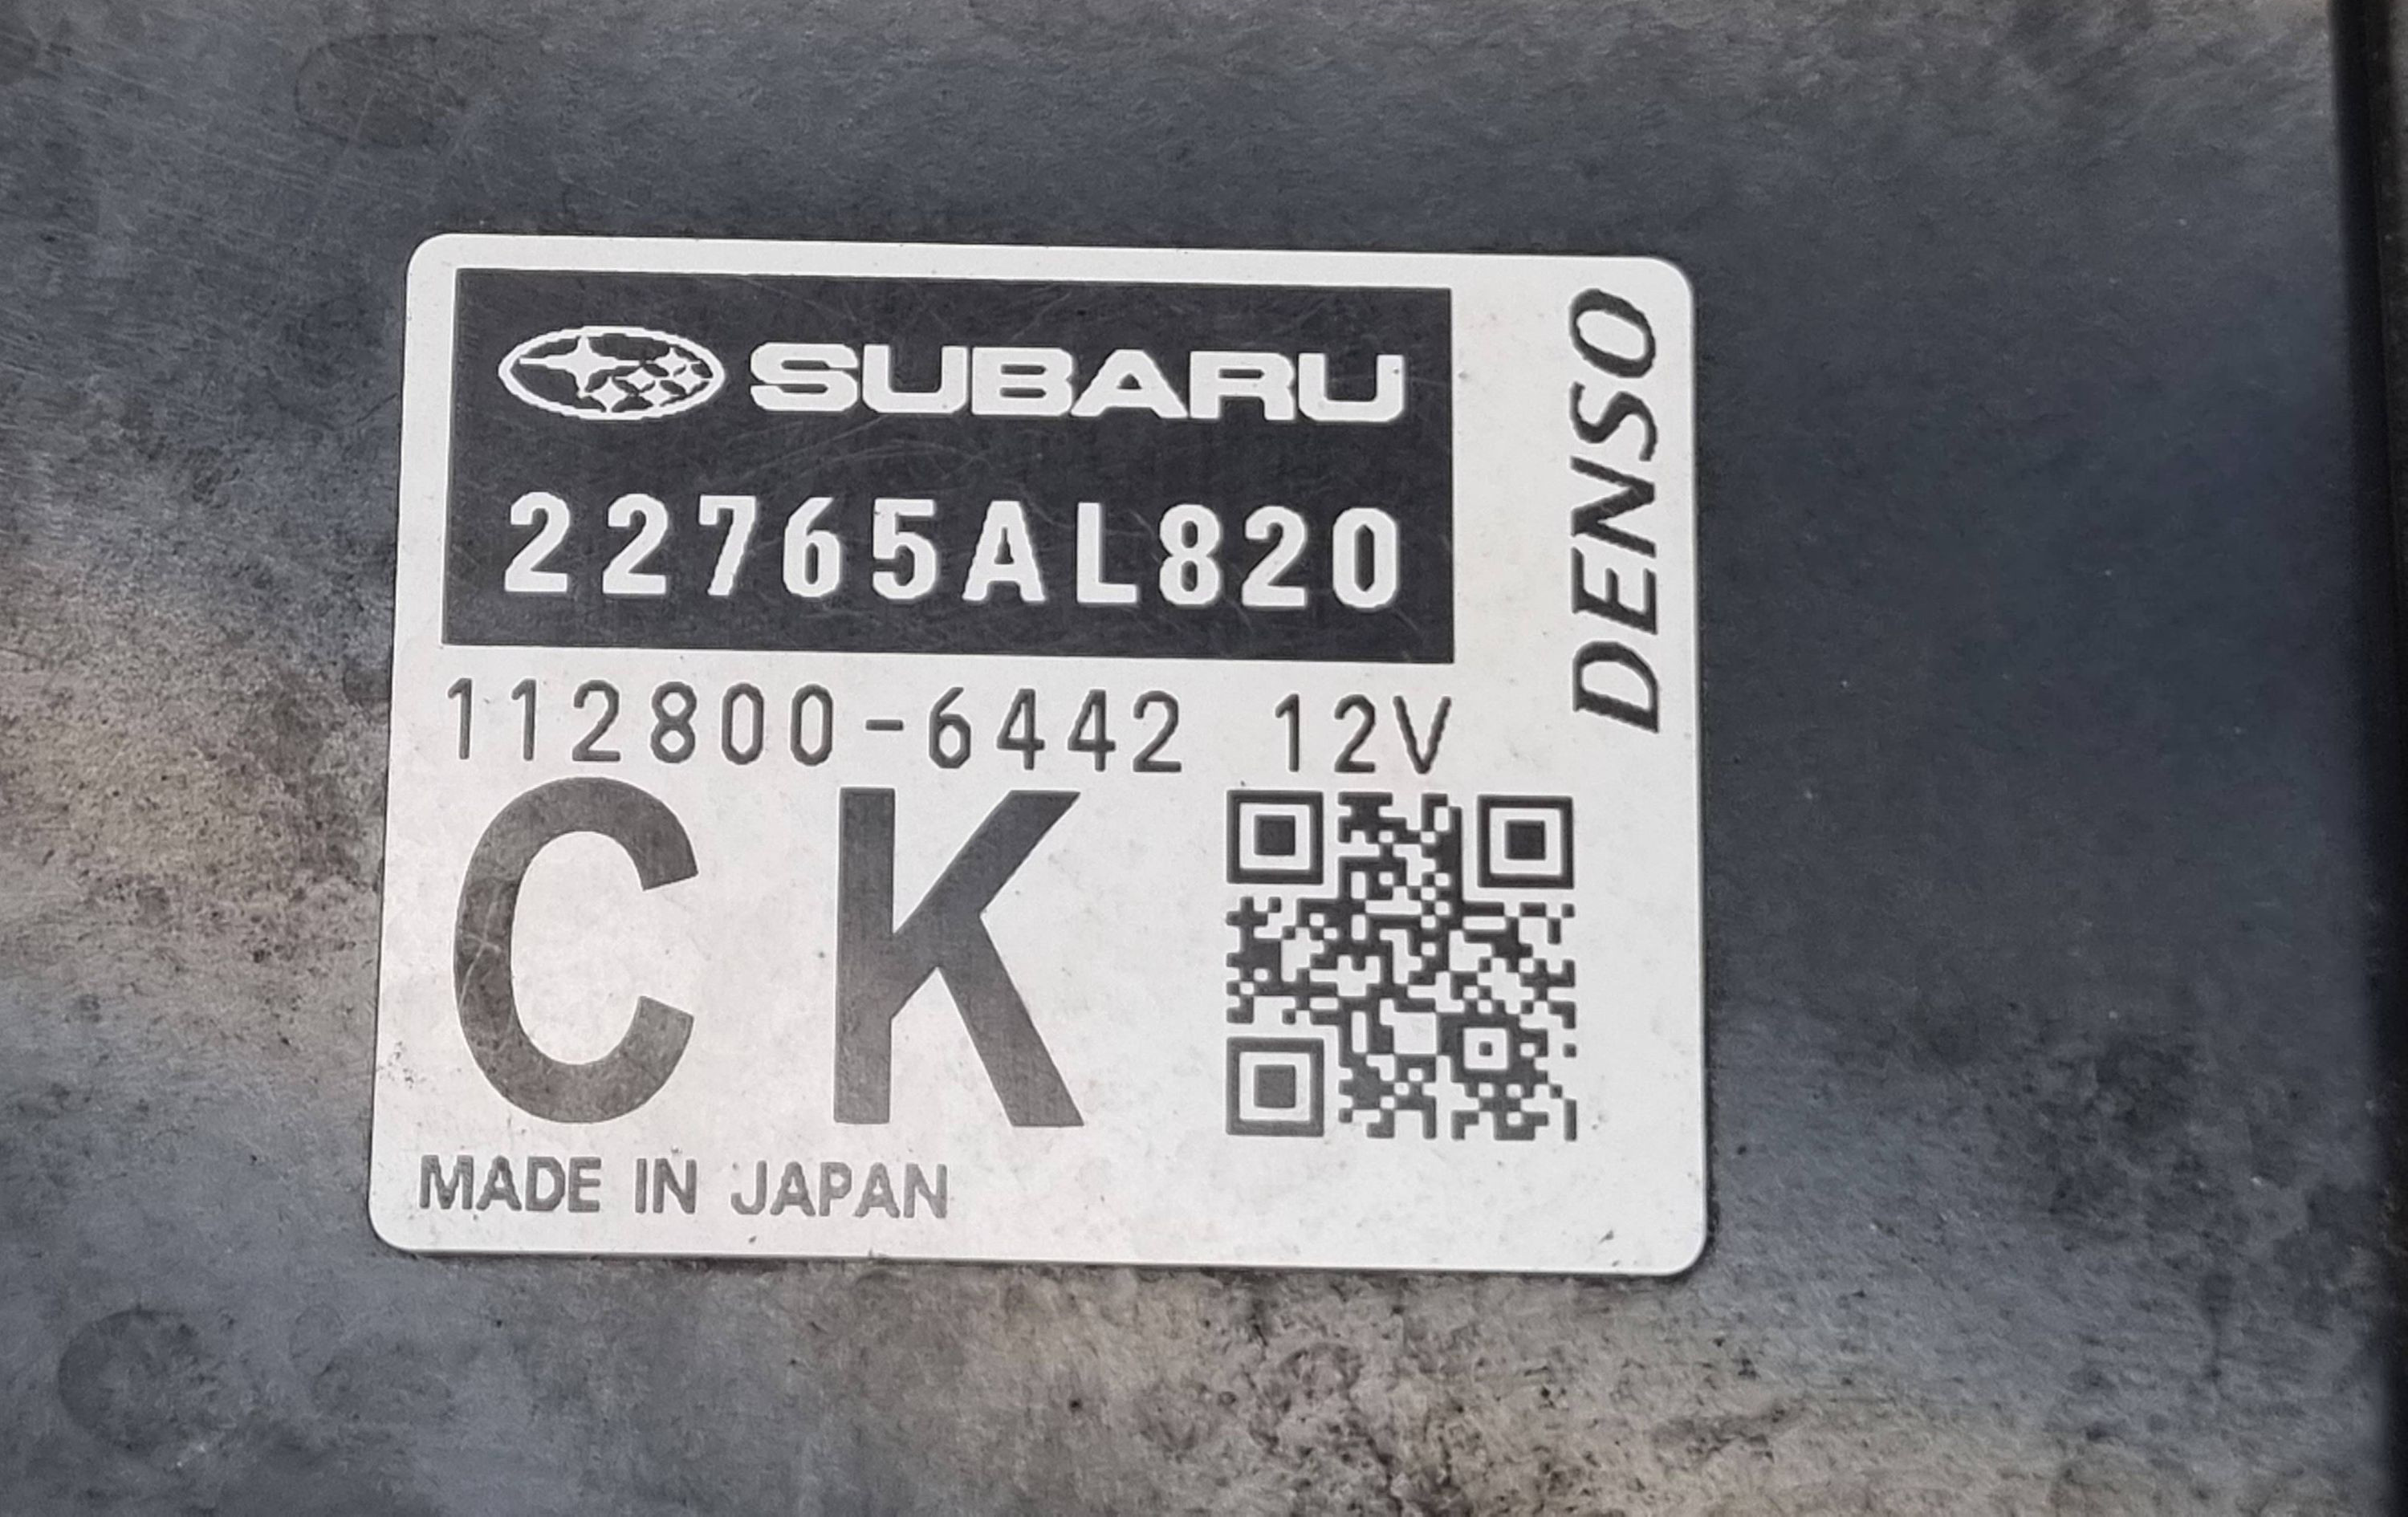 SUBARU
22765AL820
DENSO
112800-6442 12V
CK
MADE IN JAPAN